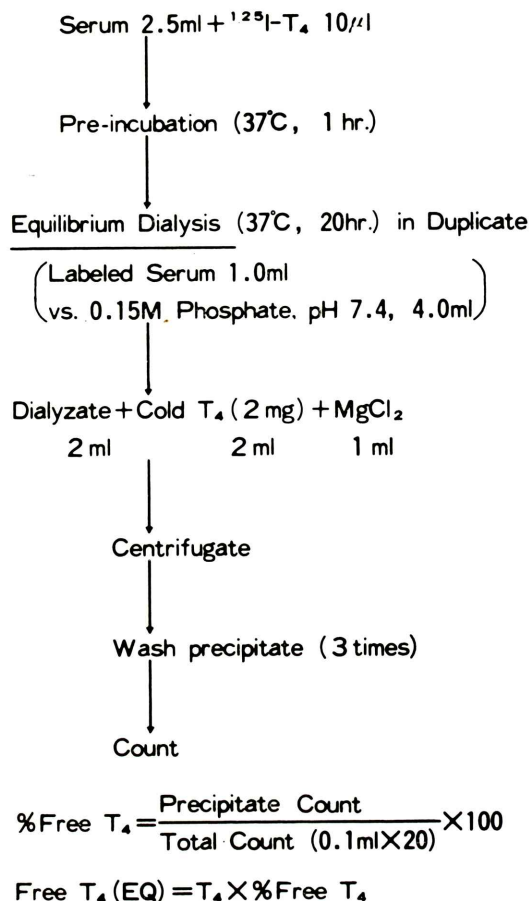 Serum 2.5ml+¹²⁵I-T₄ 10μl
Pre-incubation (37℃, 1 hr.)
Equilibrium Dialysis (37℃, 20hr.) in Duplicate
(Labeled Serum 1.0ml
vs. 0.15M Phosphate. pH 7.4, 4.0ml)
Dialyzate+Cold T₄ (2 mg)+MgCl₂
2 ml 2 ml 1 ml
Centrifugate
Wash precipitate (3 times)
Count
%Free T₄=Precipitate Count/Total Count (0.1ml×20)×100
Free T₄(EQ)=T₄×%Free T₄